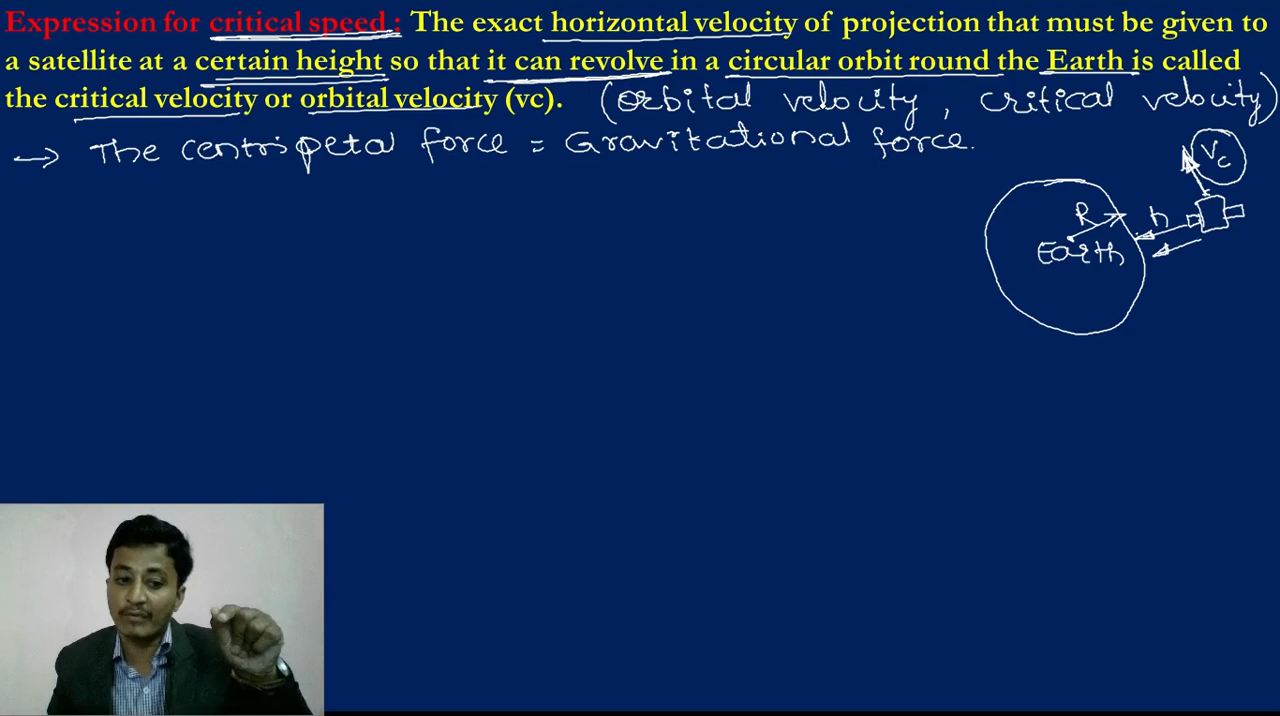 Expression for critical speed : The exact horizontal velocity of projection that must be given to
a satellite at a certain height so that it can revolve in a circular orbit round the Earth is called
the critical velocity or orbital velocity (vc). (orbital velocity, critical velocity)
→ The centripetal force = Gravitational force.
Vc
R h
Earth